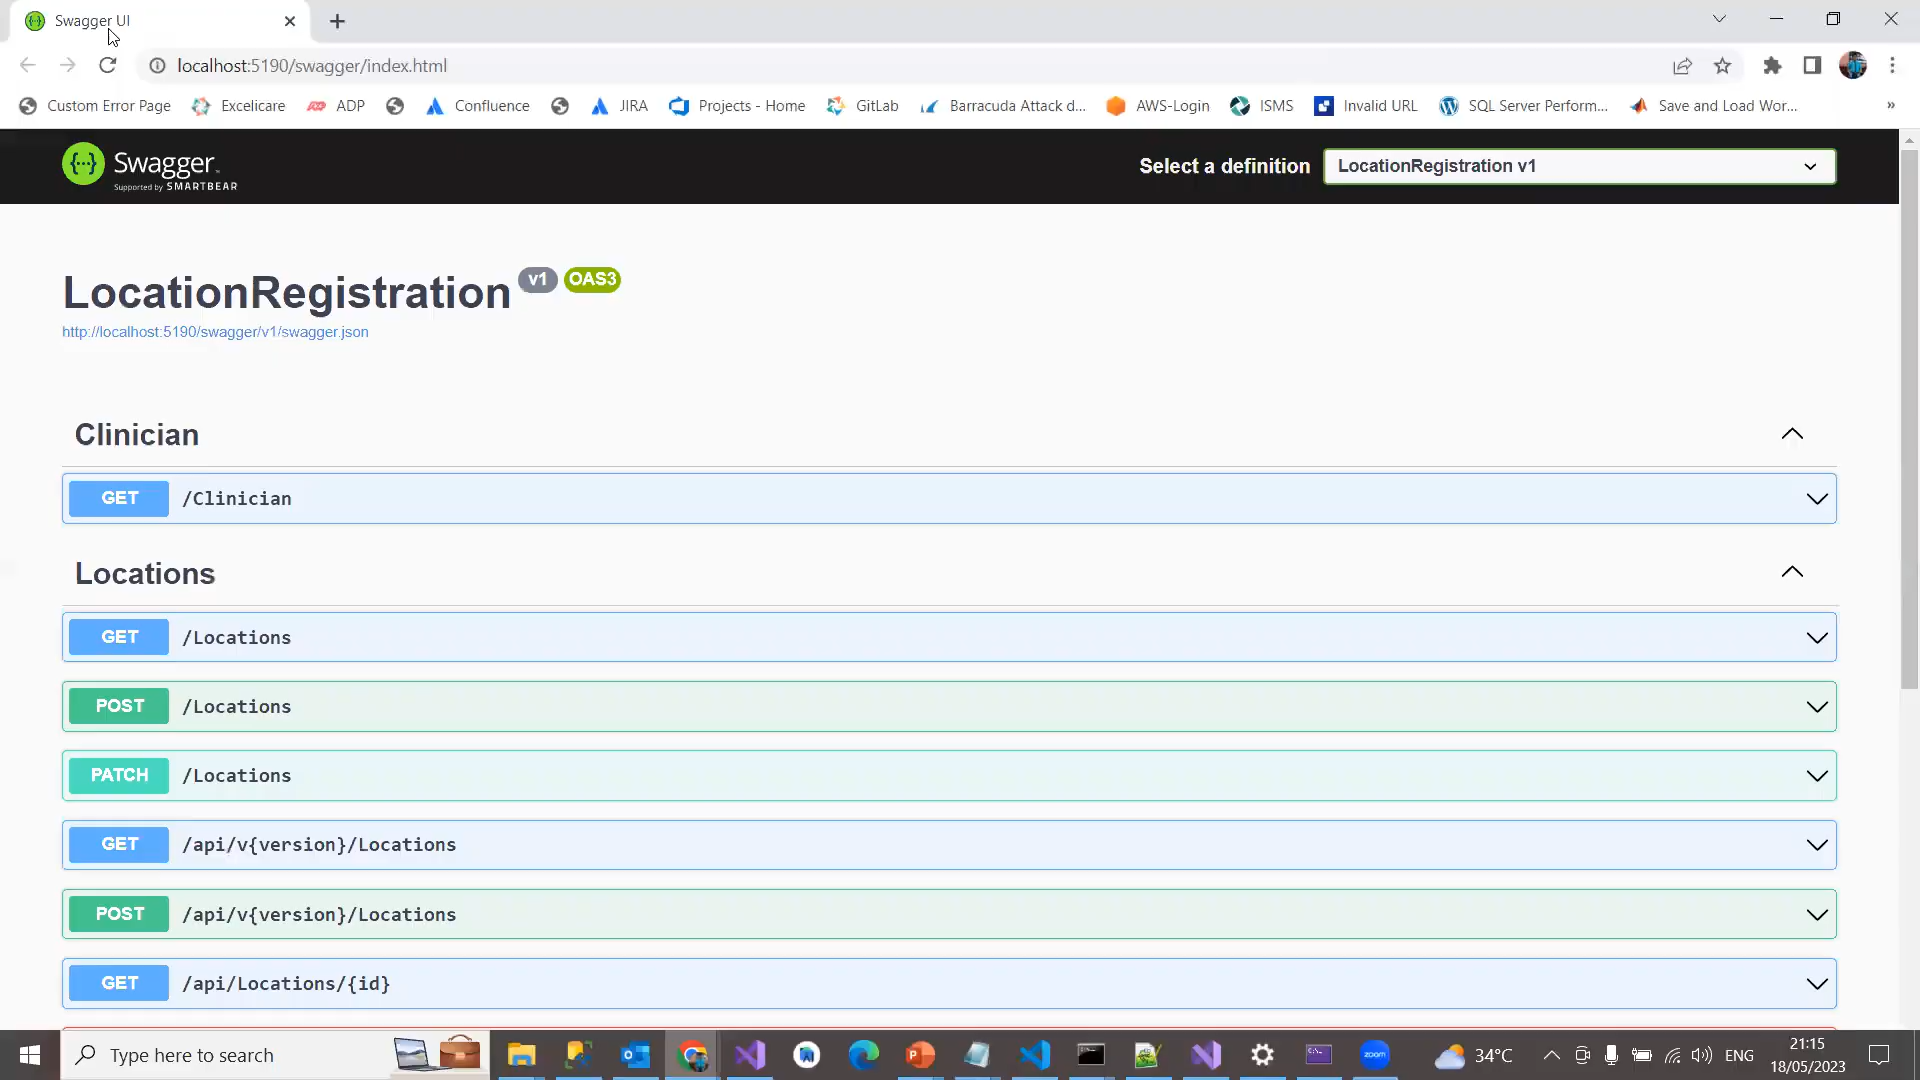 Swagger UI
localhost:5190/swagger/index.html
Custom Error Page Excelicare ADP Confluence JIRA Projects - Home GitLab Barracuda Attack d... AWS-Login ISMS Invalid URL SQL Server Perform... Save and Load Wor... »
Swagger
Supported by SMARTBEAR
Select a definition
LocationRegistration v1
LocationRegistration v1 OAS3
http://localhost:5190/swagger/v1/swagger.json
Clinician
GET /Clinician
Locations
GET /Locations
POST /Locations
PATCH /Locations
GET /api/v{version}/Locations
POST /api/v{version}/Locations
GET /api/Locations/{id}
Type here to search
zoom
34°C
ENG
21:15
18/05/2023